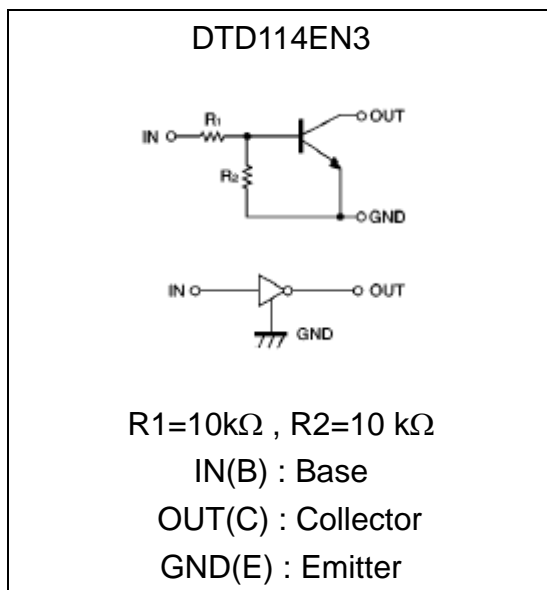 DTD114EN3
R1
OUT
IN
R2
GND
IN
OUT
GND
R1=10kΩ , R2=10 kΩ
IN(B) : Base
OUT(C) : Collector
GND(E) : Emitter